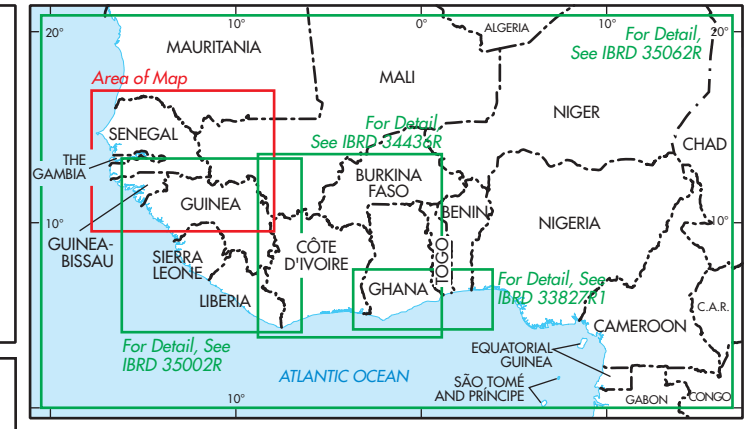 10°
0°
10°
20°
20°
ALGERIA
MAURITANIA
For Detail,
See IBRD 35062R
MALI
Area of Map
NIGER
For Detail
See IBRD 34436R
SENEGAL
CHAD
THE
GAMBIA
BURKINA
FASO
GUINEA
BENIN
10°
10°
NIGERIA
GUINEA-
BISSAU
CÔTE
D'IVOIRE
TOGO
SIERRA
LEONE
GHANA
For Detail, See
IBRD 33827R1
LIBERIA
C.A.R.
CAMEROON
For Detail, See
IBRD 35002R
EQUATORIAL
GUINEA
ATLANTIC OCEAN
SÃO TOMÉ
AND PRÍNCIPE
GABON
CONGO
10°
0°
10°